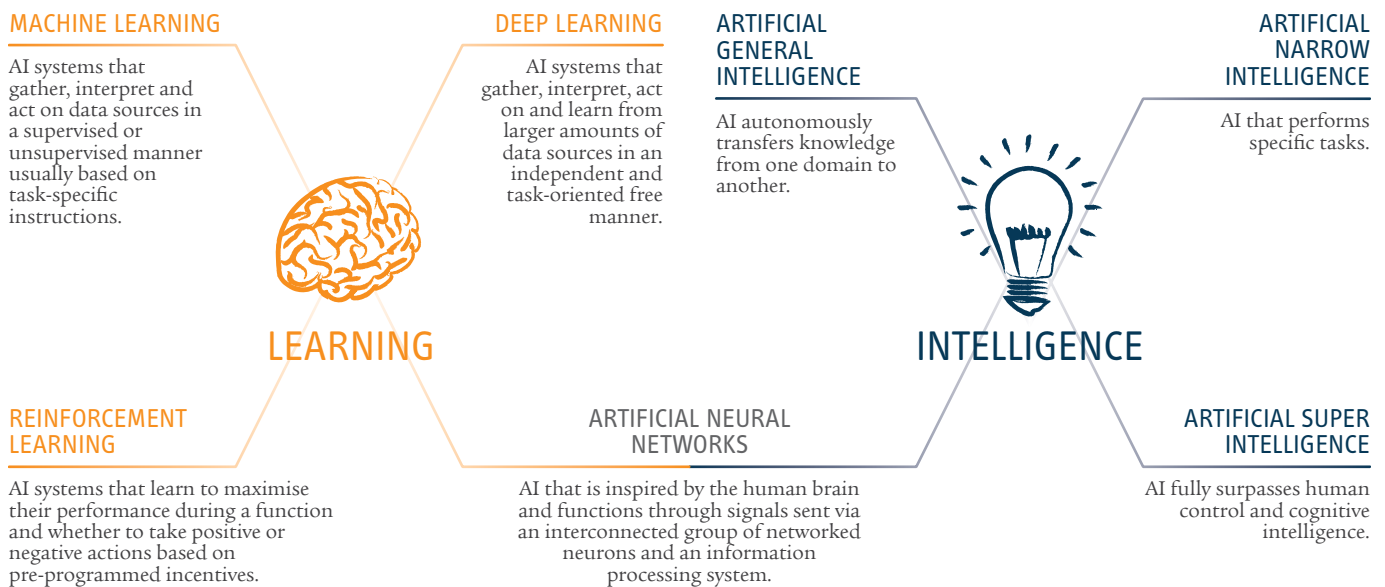 MACHINE LEARNING
AI systems that
gather, interpret and
act on data sources in
a supervised or
unsupervised manner
usually based on
task-specific
instructions.
DEEP LEARNING
AI systems that
gather, interpret, act
on and learn from
larger amounts of
data sources in an
independent and
task-oriented free
manner.
LEARNING
REINFORCEMENT
LEARNING
AI systems that learn to maximise
their performance during a function
and whether to take positive or
negative actions based on
pre-programmed incentives.
ARTIFICIAL NEURAL
NETWORKS
AI that is inspired by the human brain
and functions through signals sent via
an interconnected group of networked
neurons and an information
processing system.
ARTIFICIAL
GENERAL
INTELLIGENCE
AI autonomously
transfers knowledge
from one domain to
another.
ARTIFICIAL
NARROW
INTELLIGENCE
AI that performs
specific tasks.
INTELLIGENCE
ARTIFICIAL SUPER
INTELLIGENCE
AI fully surpasses human
control and cognitive
intelligence.